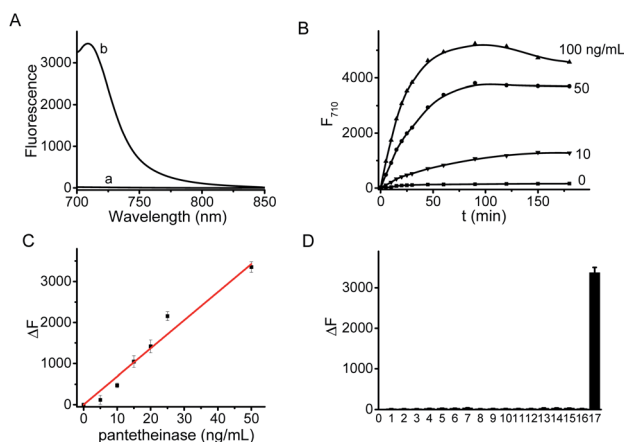 A
b
3000
2000
1000
0
a
700
750
800
850
Fluorescence
Wavelength (nm)
B
100 ng/mL
50
10
0
4000
2000
0
0
50
100
150
F710
t (min)
C
3000
2000
1000
0
0
10
20
30
40
50
ΔF
pantetheinase (ng/mL)
D
3000
2000
1000
0
0 1 2 3 4 5 6 7 8 9 10 11 12 13 14 15 16 17
ΔF